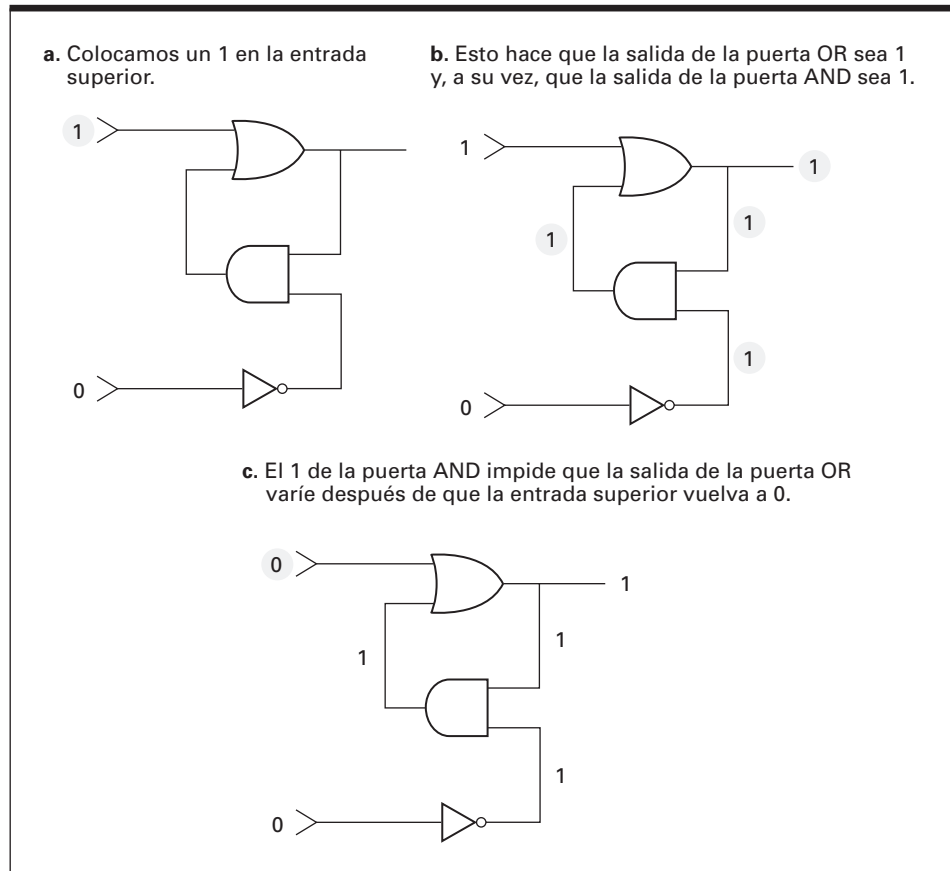 a. Colocamos un 1 en la entrada
superior.
b. Esto hace que la salida de la puerta OR sea 1
y, a su vez, que la salida de la puerta AND sea 1.
1
0
1
1
1
1
1
0
c. El 1 de la puerta AND impide que la salida de la puerta OR
varíe después de que la entrada superior vuelva a 0.
0
1
1
1
1
0